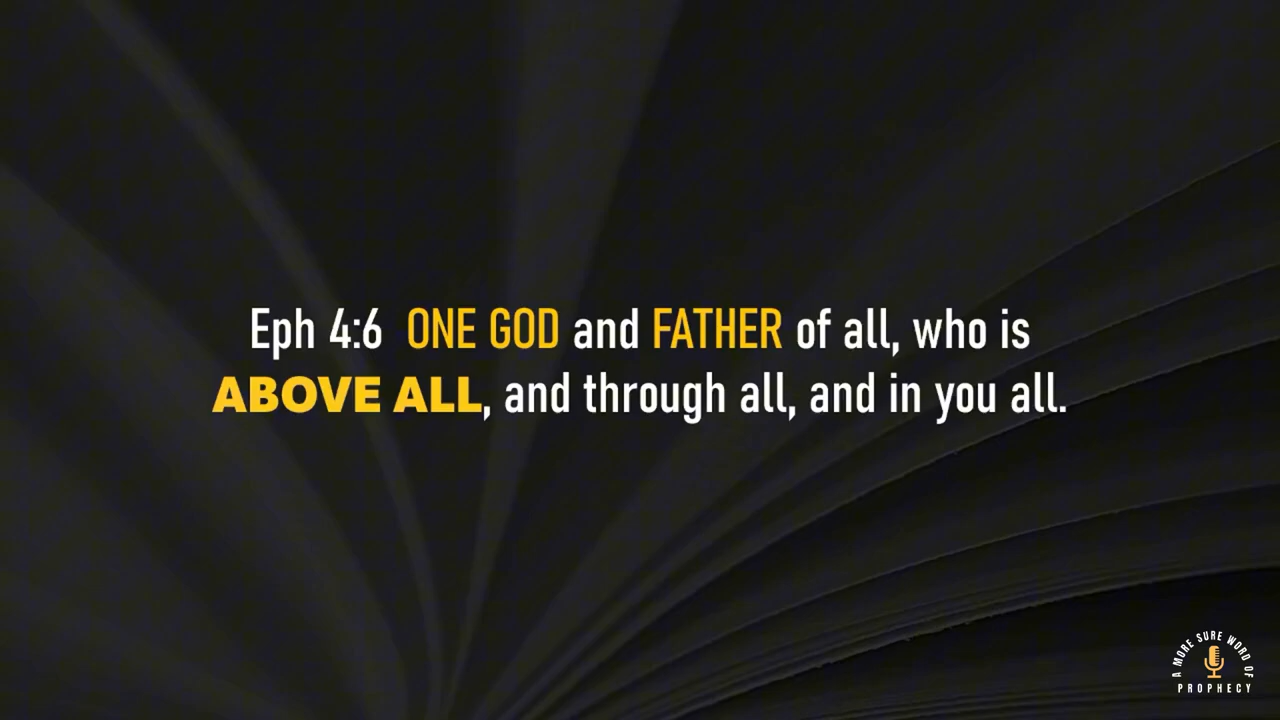 Eph 4:6 ONE GOD and FATHER of all, who is
ABOVE ALL, and through all, and in you all.
A MORE SURE WORD OF
PROPHECY